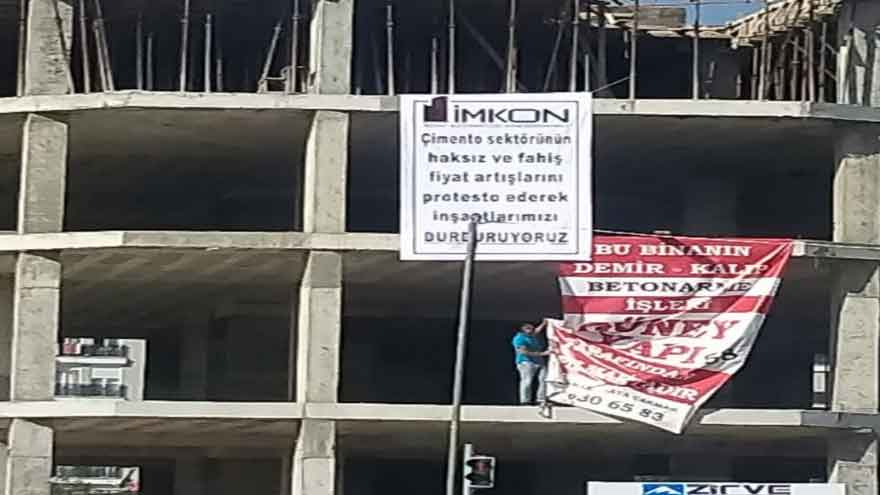 İMKON
Çimento sektörünün
haksız ve fahiş
fiyat artışlarını
protesto ederek
inşaatlarımızı
DURDURUYORUZ
BU BİNANIN
DEMİR - KALIP
BETONARME
İŞLERİ
GÜNEY
YAPI
630 65 83
ZİRVE